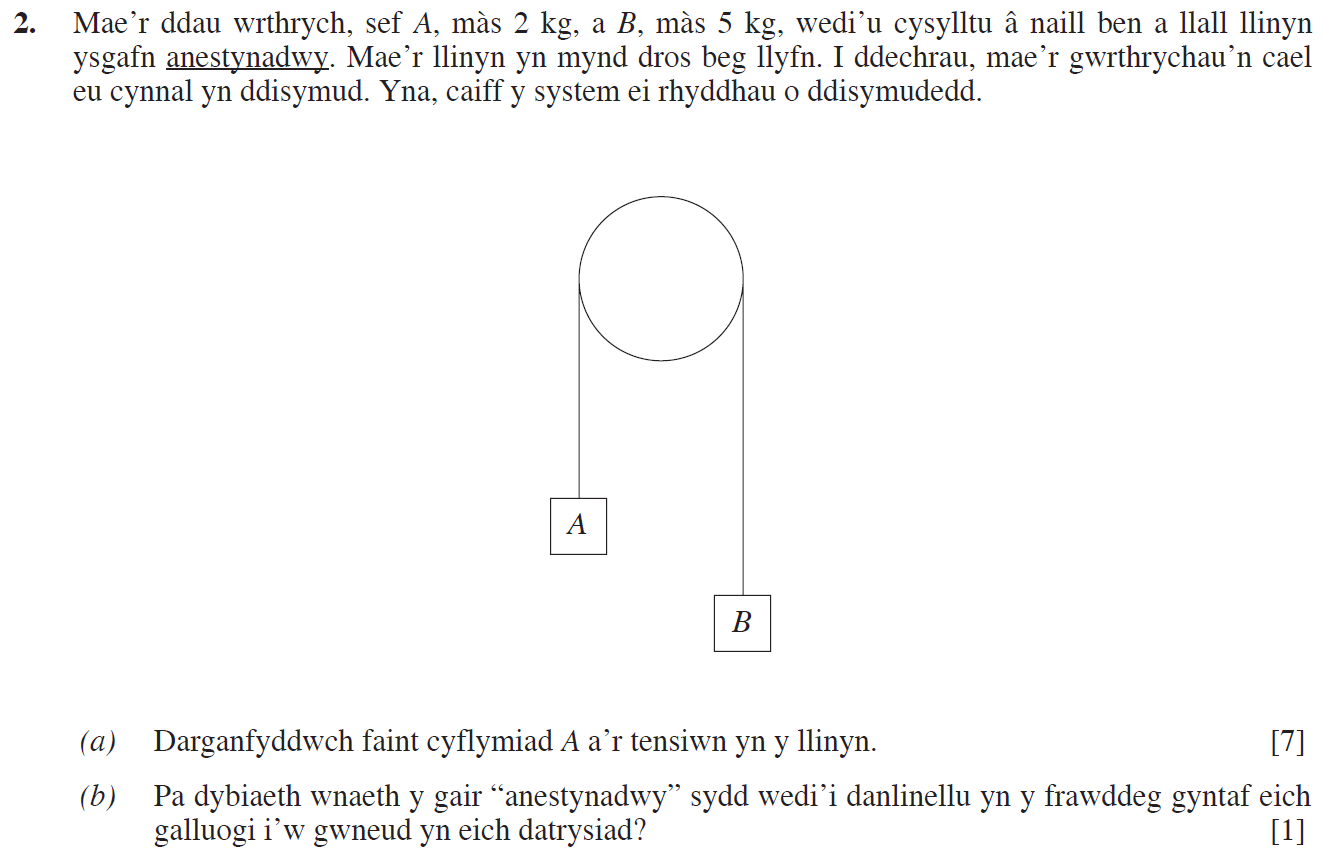 2. Mae’r ddau wrthrych, sef A, màs 2 kg, a B, màs 5 kg, wedi’u cysylltu â naill ben a llall llinyn
ysgafn anestynadwy. Mae’r llinyn yn mynd dros beg llyfn. I ddechrau, mae’r gwrthrychau’n cael
eu cynnal yn ddisymud. Yna, caiff y system ei rhyddhau o ddisymudedd.
A
B
(a) Darganfyddwch faint cyflymiad A a’r tensiwn yn y llinyn. [7]
(b) Pa dybiaeth wnaeth y gair “anestynadwy” sydd wedi’i danlinellu yn y frawddeg gyntaf eich
galluogi i’w gwneud yn eich datrysiad? [1]